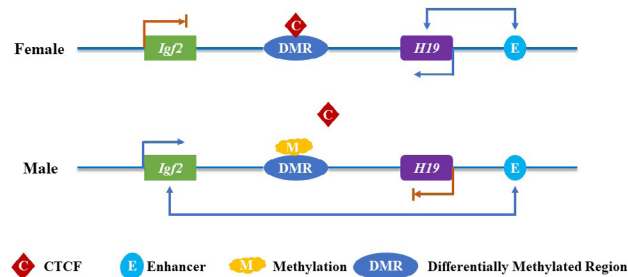 C
Female Igf2 DMR H19 E
C
M
Male Igf2 DMR H19 E
C CTCF E Enhancer M Methylation DMR Differentially Methylated Region